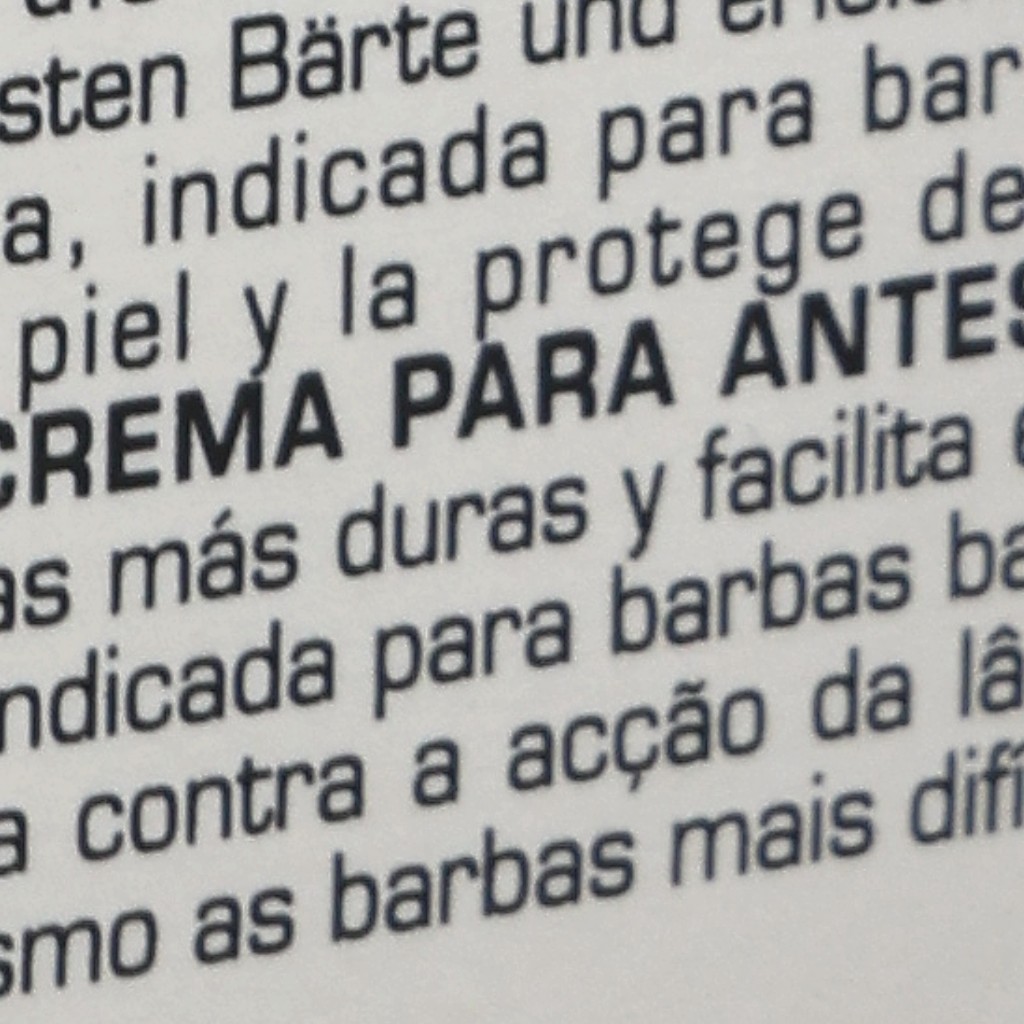 sten Bärte und
a, indicada para bar
piel y la protege de
CREMA PARA ANTES
as más duras y facilita e
ndicada para barbas ba
a contra a acção da lâ
smo as barbas mais difí